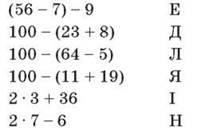 (56 – 7) – 9 Е
100 – (23 + 8) Д
100 – (64 – 5) Л
100 – (11 + 19) Я
2 · 3 + 36 І
2 · 7 – 6 Н